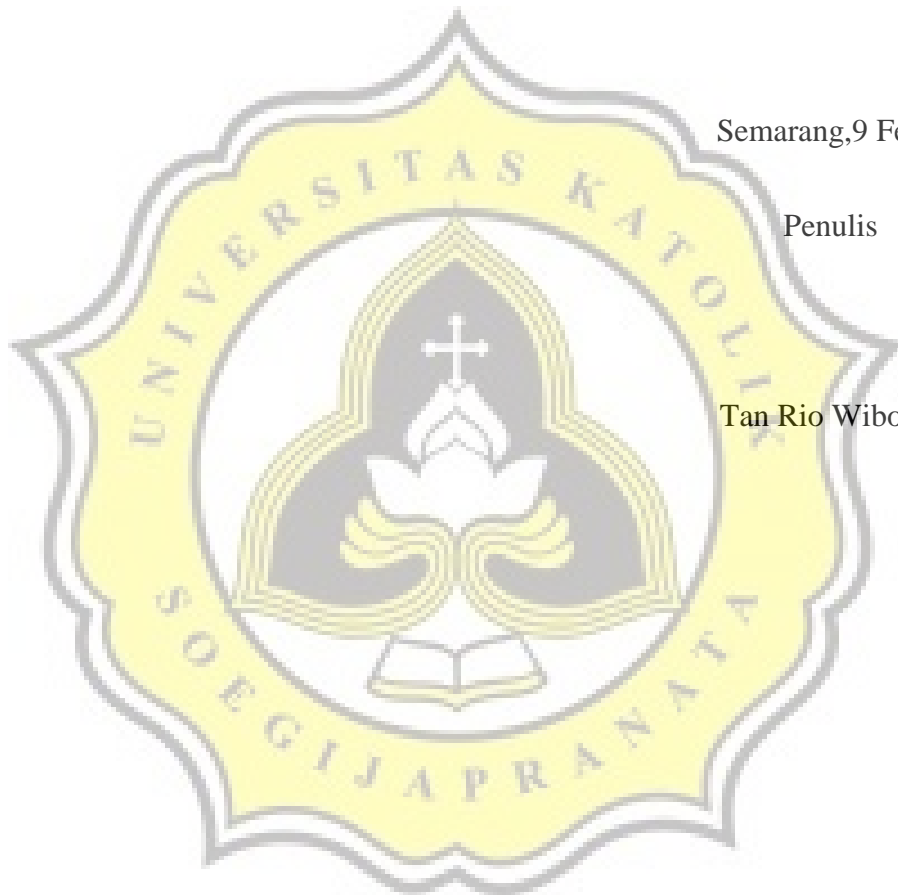 Semarang,9 Fe
Penulis
Tan Rio Wibo
UNIVERSITAS KATOLIK
SOEGIJAPRANATA